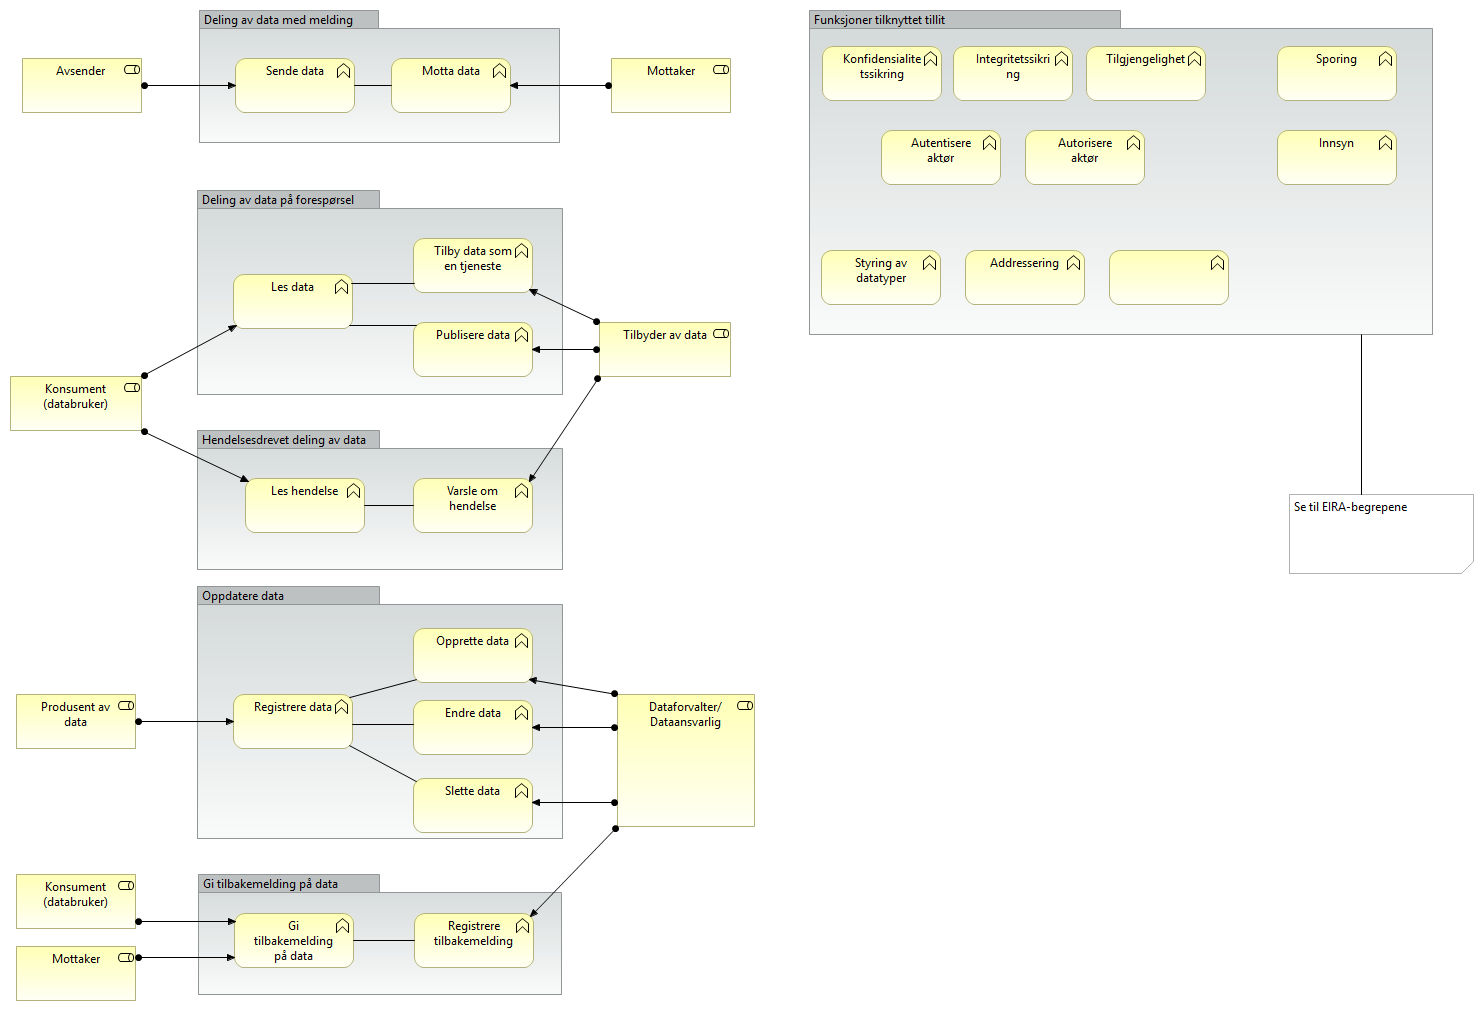 Deling av data med melding
Avsender
Sende data
Motta data
Mottaker
Deling av data på forespørsel
Tilby data som
en tjeneste
Les data
Publisere data
Tilbyder av data
Konsument
(databruker)
Hendelsesdrevet deling av data
Les hendelse
Varsle om
hendelse
Oppdatere data
Opprette data
Produsent av
data
Registrere data
Endre data
Dataforvalter/
Dataansvarlig
Slette data
Konsument
(databruker)
Gi tilbakemelding på data
Gi
tilbakemelding
på data
Registrere
tilbakemelding
Mottaker
Funksjoner tilknyttet tillit
Konfidensialite
tssikring
Integritetssikri
ng
Tilgjengelighet
Sporing
Autentisere
aktør
Autorisere
aktør
Innsyn
Styring av
datatyper
Addressering
Se til EIRA-begrepene